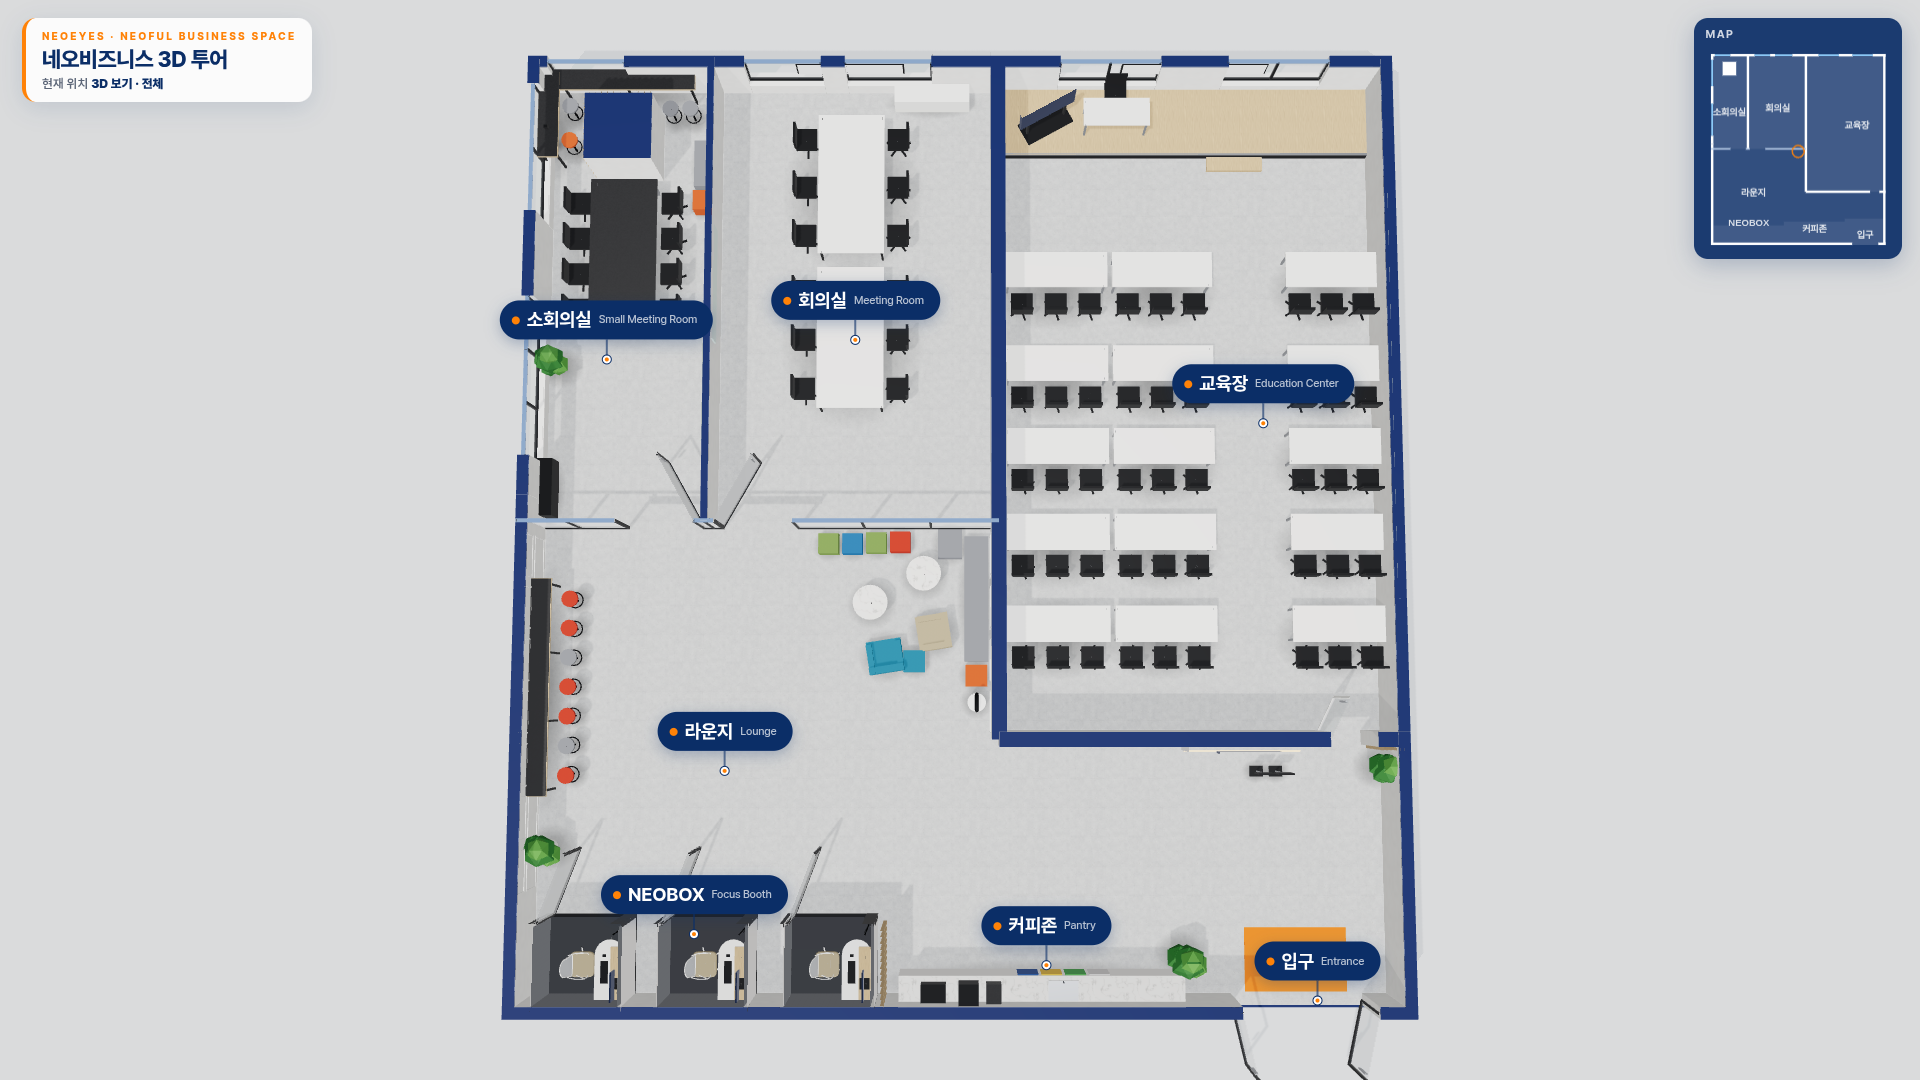 NEOEYES · NEOFUL BUSINESS SPACE
네오비즈니스 3D 투어
현재 위치 3D 보기 · 전체
MAP
소회의실
회의실
교육장
라운지
NEOBOX
커피존
입구
소회의실 Small Meeting Room
회의실 Meeting Room
교육장 Education Center
라운지 Lounge
NEOBOX Focus Booth
커피존 Pantry
입구 Entrance